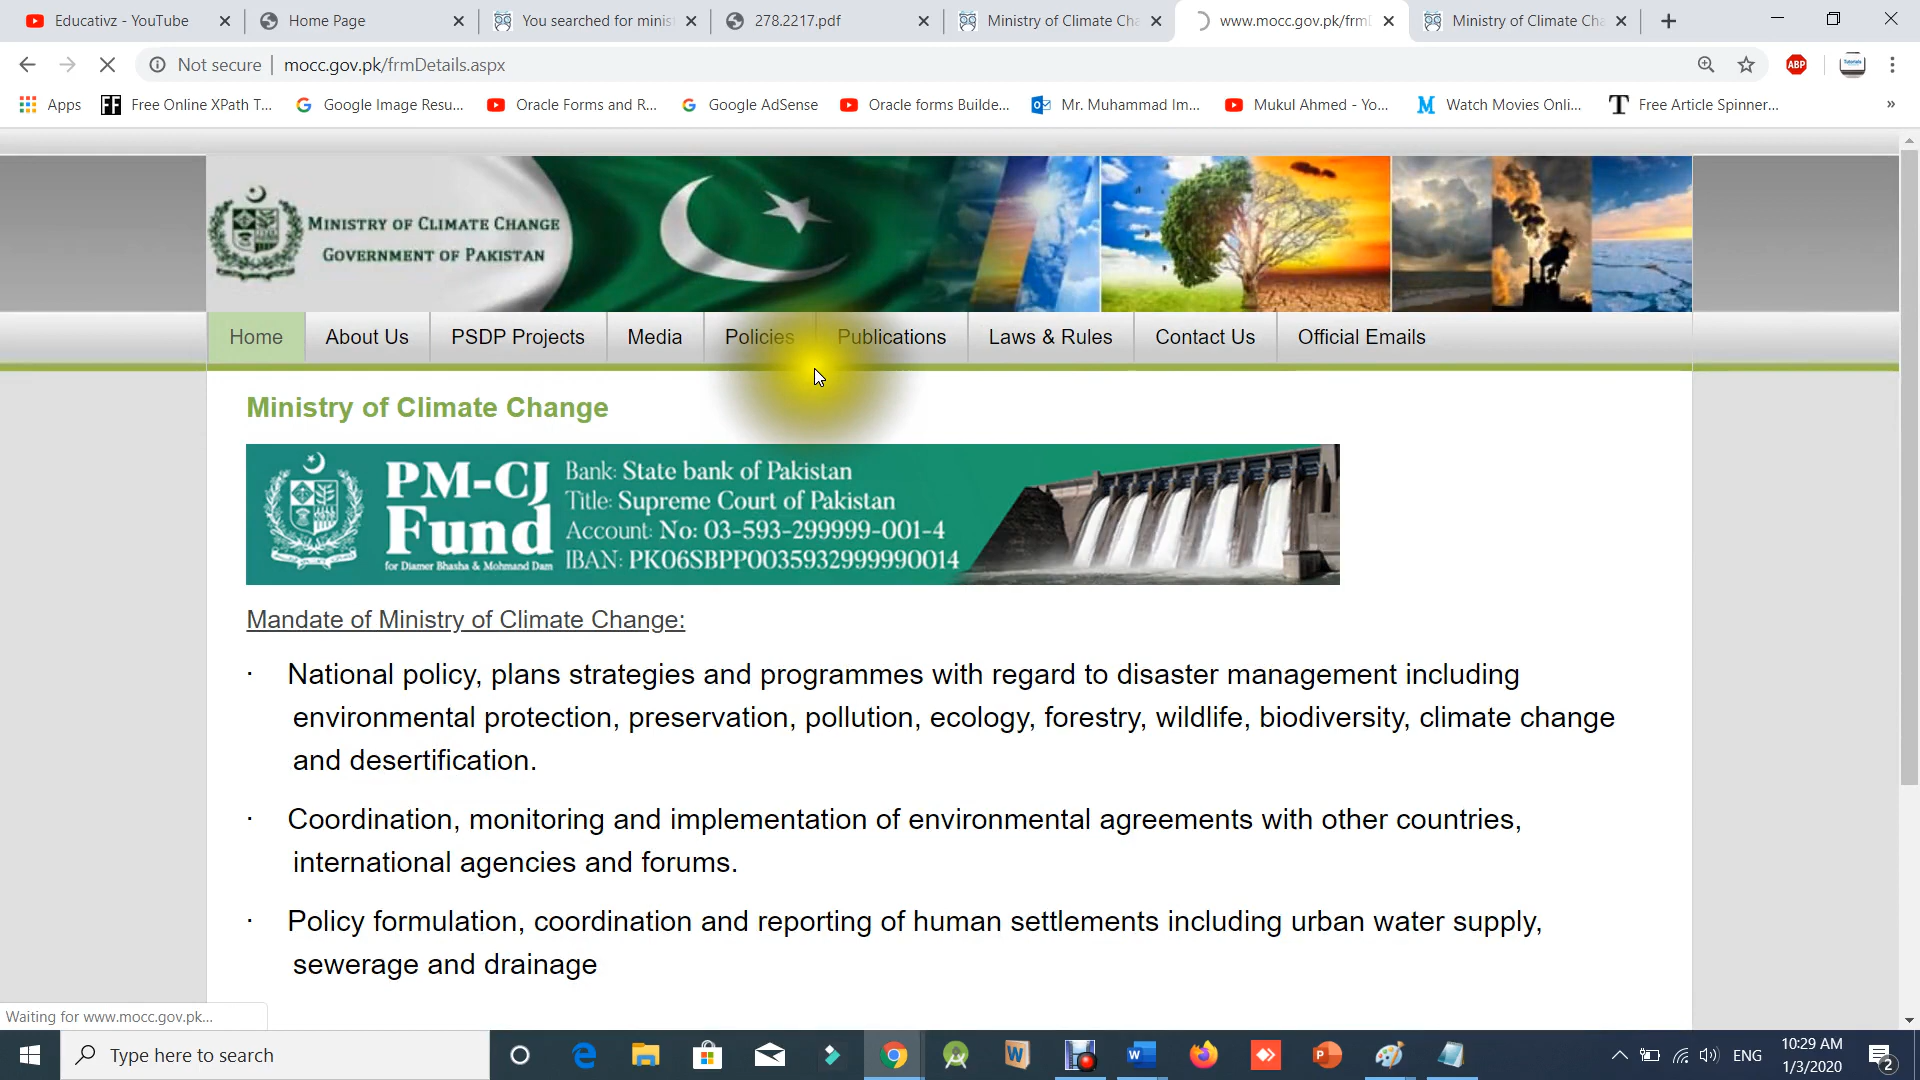 Educativz - YouTube
Home Page
You searched for minis
278.2217.pdf
Ministry of Climate Cha
www.mocc.gov.pk/frm
Ministry of Climate Cha
Not secure
mocc.gov.pk/frmDetails.aspx
ABP
Apps
Free Online XPath T...
Google Image Resu...
Oracle Forms and R...
Google AdSense
Oracle forms Builde...
Mr. Muhammad Im...
Mukul Ahmed - Yo...
Watch Movies Onli...
Free Article Spinner...
MINISTRY OF CLIMATE CHANGE
GOVERNMENT OF PAKISTAN
Home
About Us
PSDP Projects
Media
Policies
Publications
Laws & Rules
Contact Us
Official Emails
Ministry of Climate Change
PM-CJ
Fund
for Diamer Bhasha & Mohmand Dam
Bank: State bank of Pakistan
Title: Supreme Court of Pakistan
Account: No: 03-593-299999-001-4
IBAN: PK06SBPP0035932999990014
Mandate of Ministry of Climate Change:
· National policy, plans strategies and programmes with regard to disaster management including
environmental protection, preservation, pollution, ecology, forestry, wildlife, biodiversity, climate change
and desertification.
· Coordination, monitoring and implementation of environmental agreements with other countries,
international agencies and forums.
· Policy formulation, coordination and reporting of human settlements including urban water supply,
sewerage and drainage
Waiting for www.mocc.gov.pk...
Type here to search
ENG
10:29 AM
1/3/2020
2